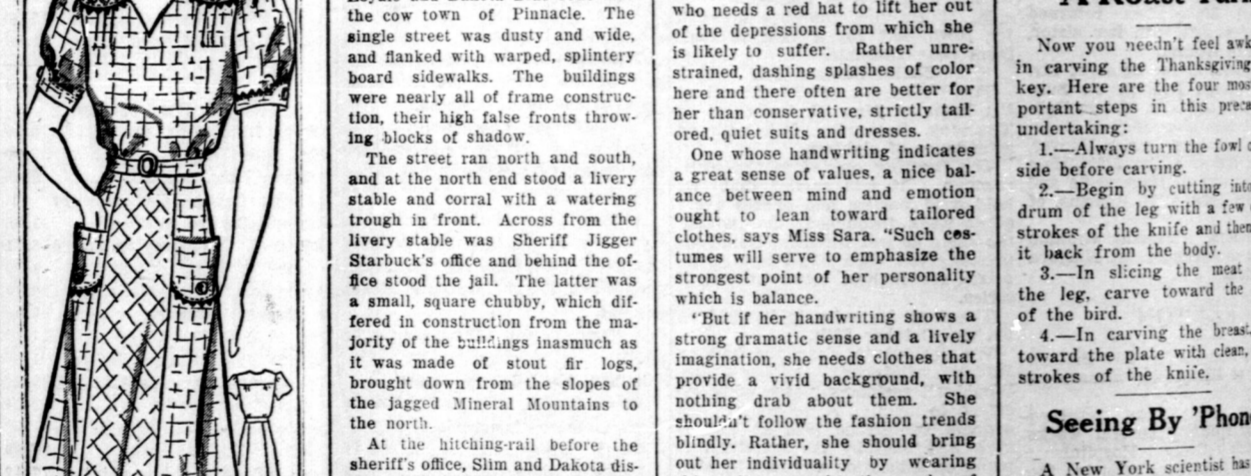 the cow town of Pinnacle. The
single street was dusty and wide,
and flanked with warped, splintery
board sidewalks. The buildings
were nearly all of frame construc-
tion, their high false fronts throw-
ing blocks of shadow.
The street ran north and south,
and at the north end stood a livery
stable and corral with a watering
trough in front. Across from the
livery stable was Sheriff Jigger
Starbuck's office and behind the of-
fice stood the jail. The latter was
a small, square chubby, which dif-
fered in construction from the ma-
jority of the buildings inasmuch as
it was made of stout fir logs,
brought down from the slopes of
the jagged Mineral Mountains to
the north.
At the hitching-rail before the
sheriff's office, Slim and Dakota dis-
who needs a red hat to lift her out
of the depressions from which she
is likely to suffer. Rather unre-
strained, dashing splashes of color
here and there often are better for
her than conservative, strictly tail-
ored, quiet suits and dresses.
One whose handwriting indicates
a great sense of values, a nice bal-
ance between mind and emotion
ought to lean toward tailored
clothes, says Miss Sara. "Such cos-
tumes will serve to emphasize the
strongest point of her personality
which is balance.
"But if her handwriting shows a
strong dramatic sense and a lively
imagination, she needs clothes that
provide a vivid background, with
nothing drab about them. She
shouldn't follow the fashion trends
blindly. Rather, she should bring
out her individuality by wearing
Now you needn't feel awk
in carving the Thanksgiving
key. Here are the four mos
portant steps in this
undertaking:
1.—Always turn the fowl
side before carving.
2.—Begin by cutting into
drum of the leg with a few
strokes of the knife and then
it back from the body.
3.—In slicing the meat
the leg, carve toward the
of the bird.
4.—In carving the breast,
toward the plate with clean,
strokes of the knife.
Seeing By 'Phon
A New York scientist has